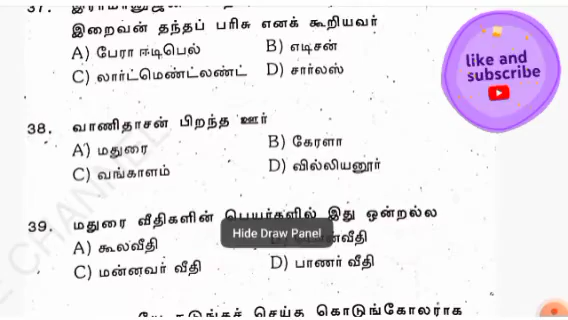 37.
இறைவன் தந்தப் பரிசு எனக் கூறியவர்
A) பேரா ஈடிபெல் B) எடிசன்
C) லார்ட்மெண்ட்லண்ட் D) சார்லஸ்
like and
subscribe
38. வாணிதாசன் பிறந்த ஊர்
A) மதுரை B) கேரளா
C) வங்காளம் D) வில்லியனூர்
39. மதுரை வீதிகளின் பெயர்களில் இது ஒன்றல்ல
A) கூலவீதி
Hide Draw Panel
C) மன்னவர் வீதி D) பாணர் வீதி
செய்த கொடுங்கோலராக